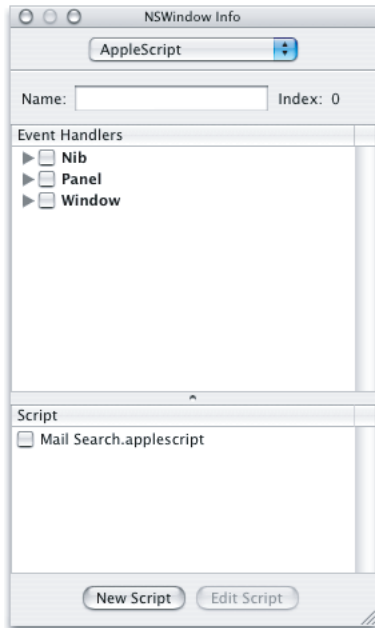 NSWindow Info
AppleScript
Name: Index: 0
Event Handlers
Nib
Panel
Window
Script
Mail Search.applescript
New Script Edit Script